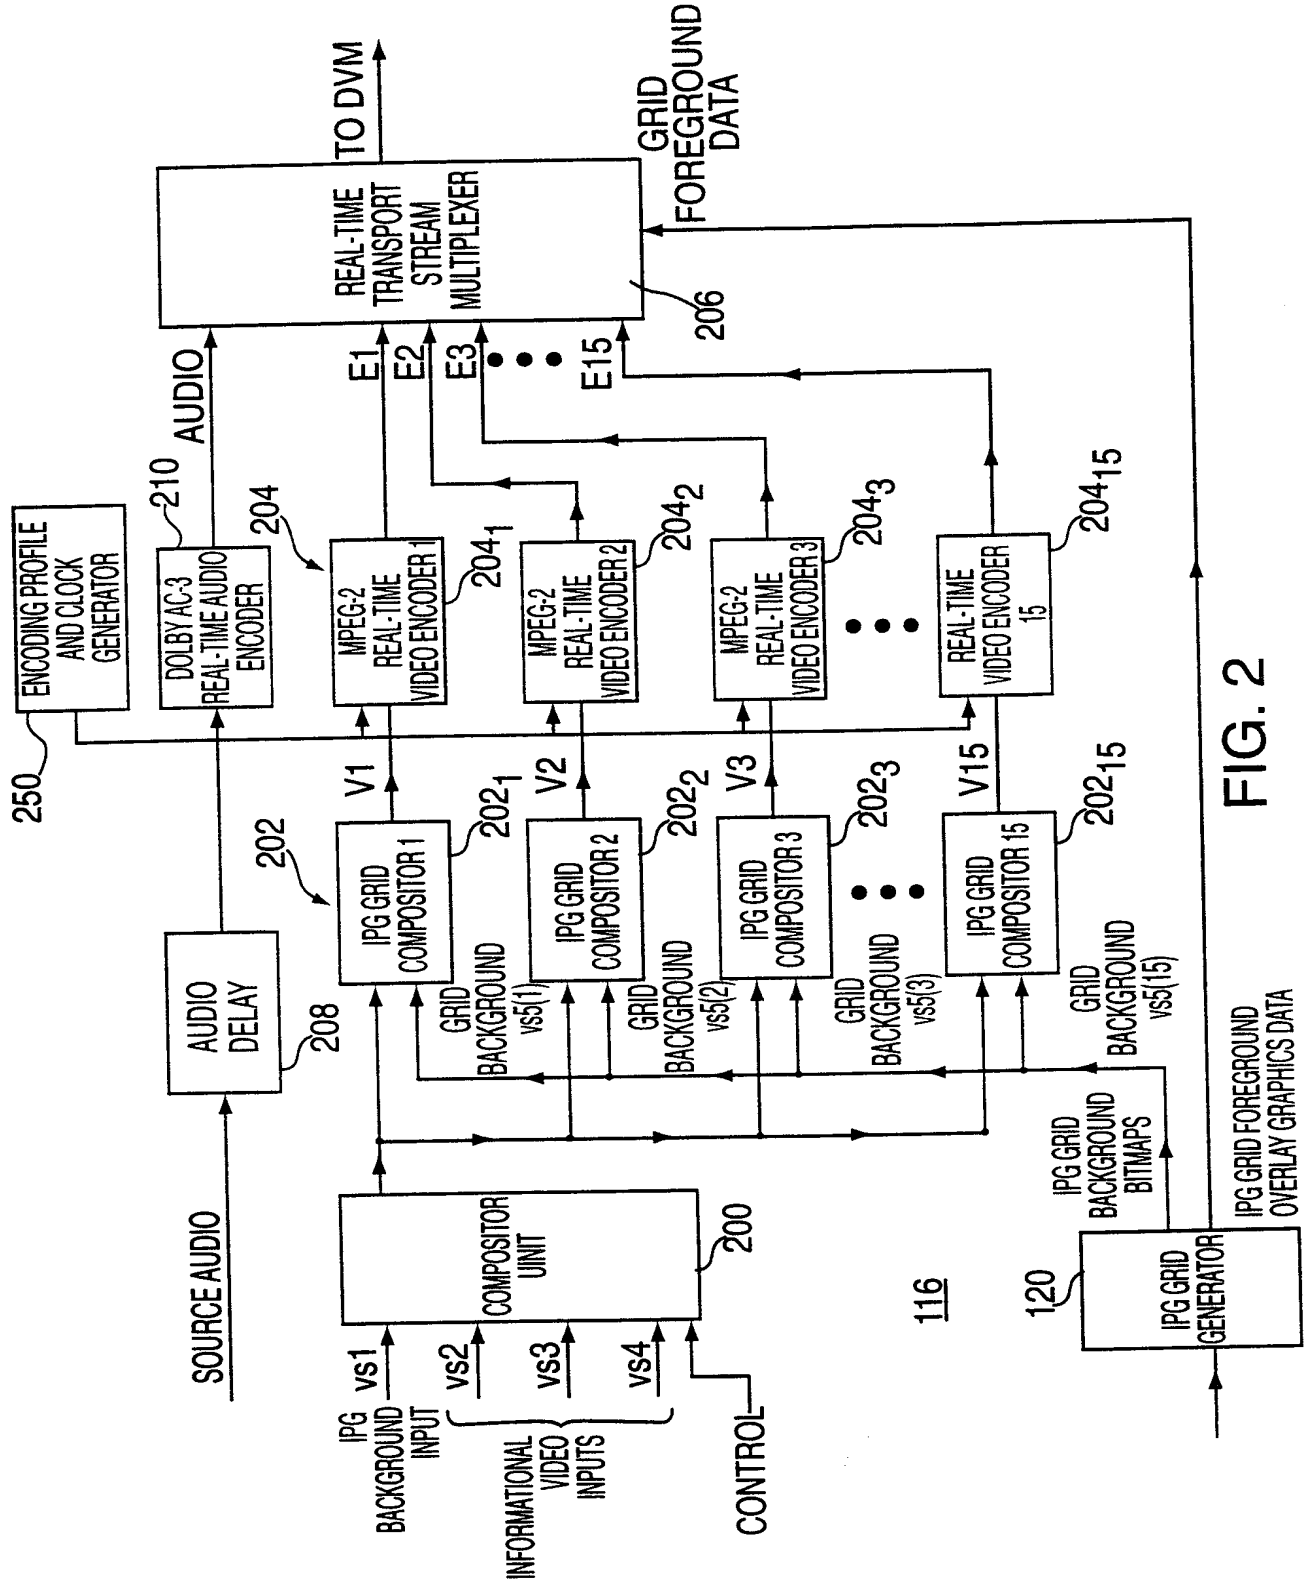 250
ENCODING PROFILE
AND CLOCK
GENERATOR
SOURCE AUDIO
AUDIO
DELAY
208
DOLBY AC-3
REAL-TIME AUDIO
ENCODER
210
AUDIO
IPG
BACKGROUND
INPUT
vs1
vs2
vs3
vs4
INFORMATIONAL
VIDEO
INPUTS
CONTROL
COMPOSITOR
UINIT
200
202
IPG GRID
COMPOSITOR 1
202₁
GRID
BACKGROUND
vs5(1)
V1
IPG GRID
COMPOSITOR 2
202₂
GRID
BACKGROUND
vs5(2)
V2
IPG GRID
COMPOSITOR 3
202₃
GRID
BACKGROUND
vs5(3)
V3
IPG GRID
COMPOSITOR 15
202₁₅
GRID
BACKGROUND
vs5(15)
V15
204
MPEG-2
REAL-TIME
VIDEO ENCODER 1
204₁
MPEG-2
REAL-TIME
VIDEO ENCODER 2
204₂
MPEG-2
REAL-TIME
VIDEO ENCODER 3
204₃
REAL-TIME
VIDEO ENCODER
15
204₁₅
E1
E2
E3
E15
REAL-TIME
TRANSPORT
STREAM
MULTIPLEXER
206
TO DVM
GRID
FOREGROUND
DATA
116
120
IPG GRID
GENERATOR
IPG GRID
BACKGROUND
BITMAPS
IPG GRID FOREGROUND
OVERLAY GRAPHICS DATA
FIG. 2